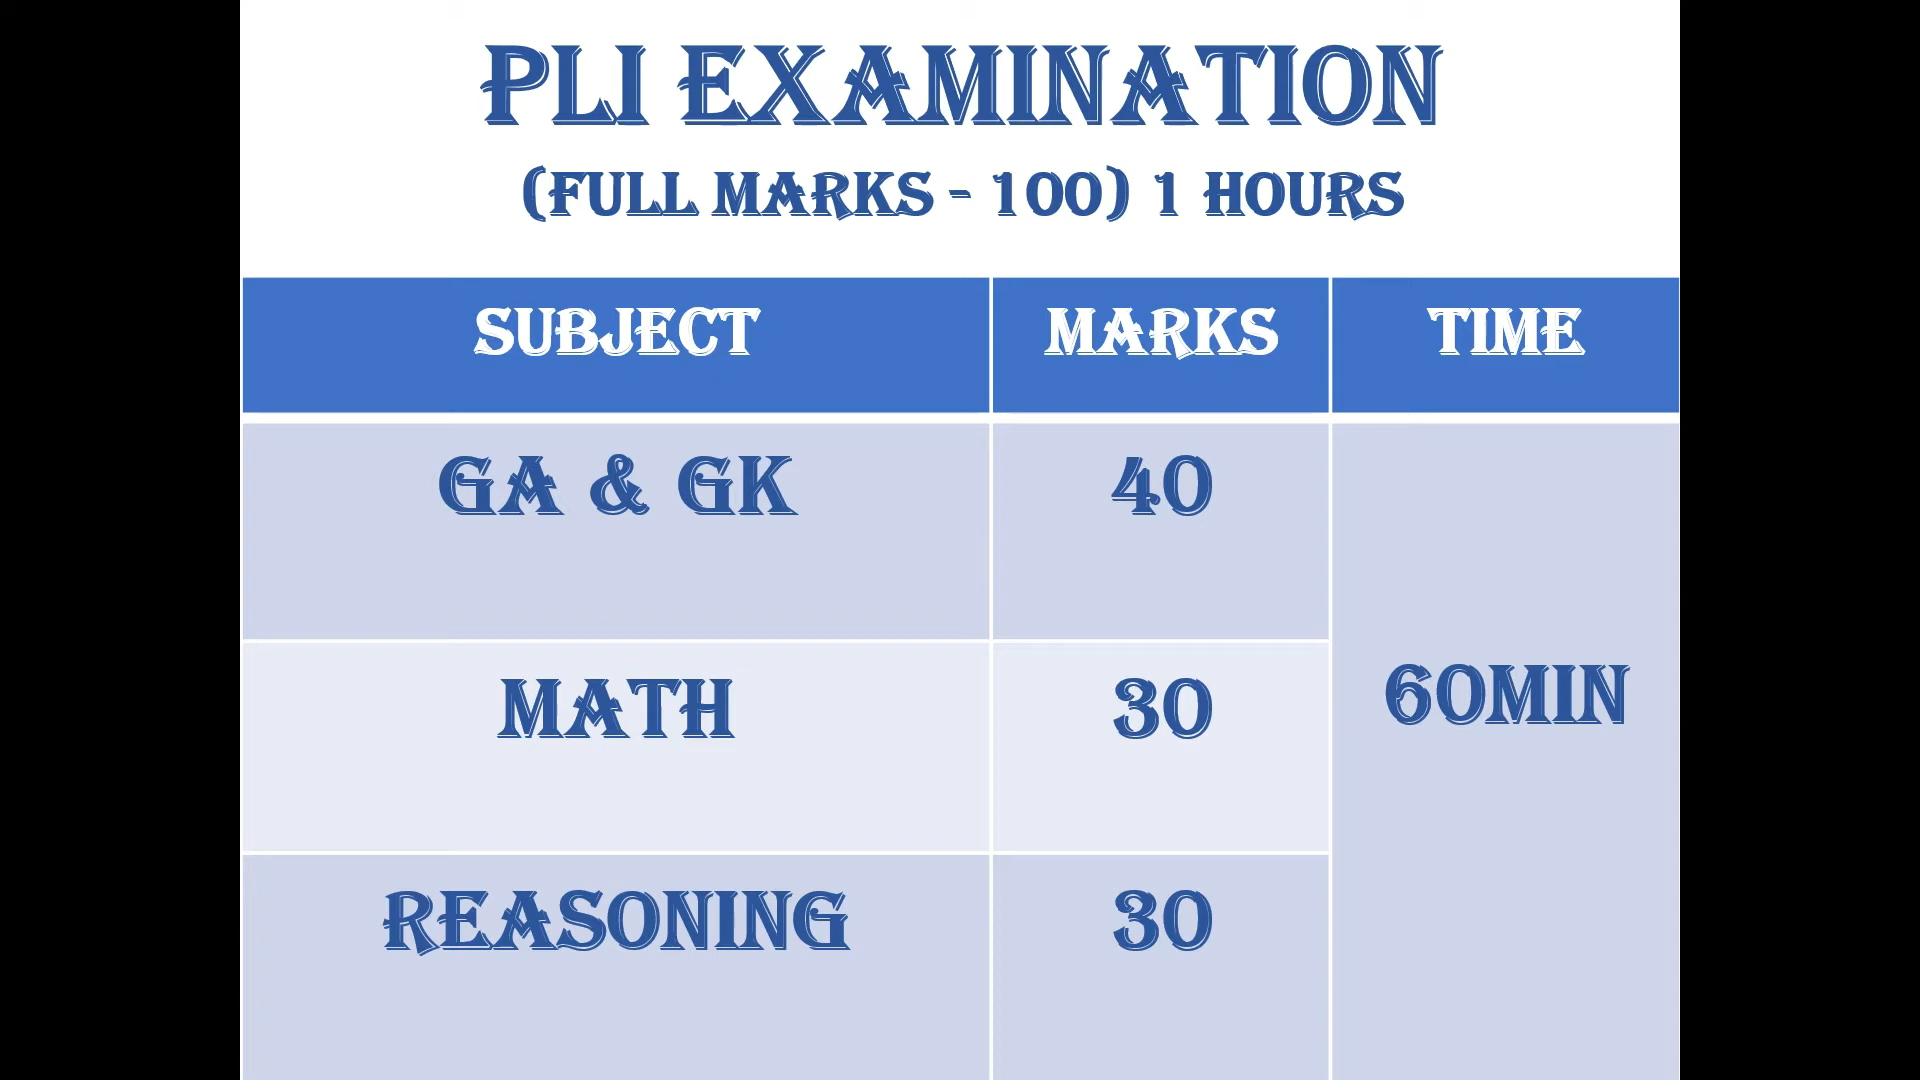 PLI EXAMINATION
(FULL MARKS - 100) 1 HOURS
SUBJECT MARKS TIME
GA & GK 40
MATH 30 60MIN
REASONING 30